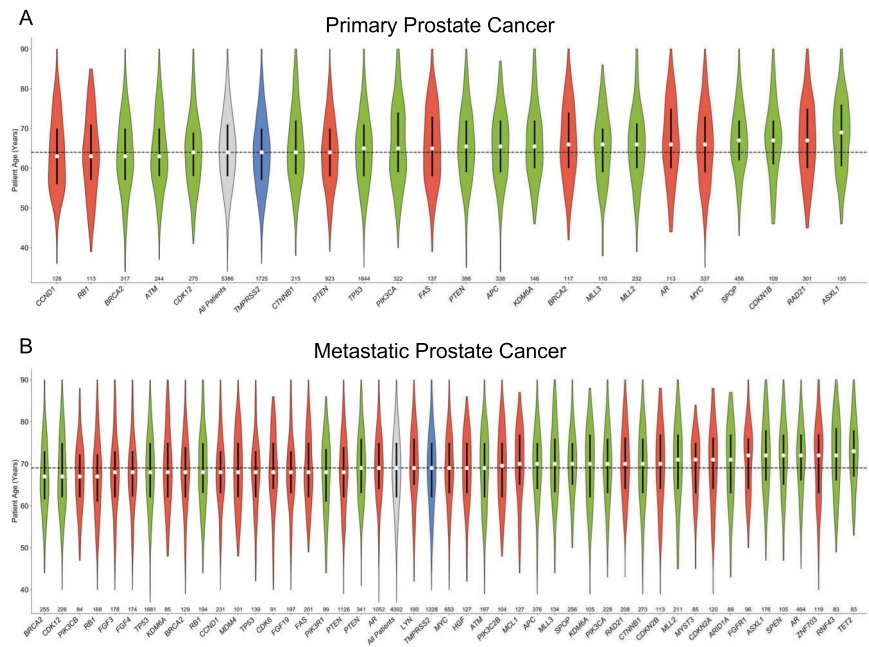 A
Primary Prostate Cancer
90
80
70
60
50
40
Patient Age (Years)
128 113 317 244 275 5386 1725 215 923 1844 322 137 398 338 146 117 110 232 113 337 456 109 301 135
CCND1 RB1 BRCA2 ATM CDK12 All Patients TMPRSS2 CTNNB1 PTEN TP53 PIK3CA FAS PTEN APC KDM6A BRCA2 MLL3 MLL2 AR MYC SPOP CDKN1B RAD21 ASXL1
B
Metastatic Prostate Cancer
90
80
70
60
50
40
Patient Age (Years)
255 226 84 168 178 174 1681 85 129 194 231 101 139 91 197 201 99 1126 341 1052 4092 190 1328 653 127 197 104 127 376 134 256 105 228 208 273 113 211 85 120 89 96 176 105 464 119 83 83
BRCA2 CDK12 PIK3CB RB1 FGF3 FGF4 TP53 KDM6A BRCA2 RB1 CCND1 MDM4 TP53 CDK6 FGF19 FAS PIK3R1 PTEN PTEN AR All Patients LYN TMPRSS2 MYC HGF ATM PIK3C2B MCL1 APC MLL3 SPOP KDM6A PIK3CA RAD21 CTNNB1 CDKN2B MLL2 MYST3 CDKN2A ARID1A FGFR1 ASXL1 SPEN AR ZNF703 RNF43 TET2